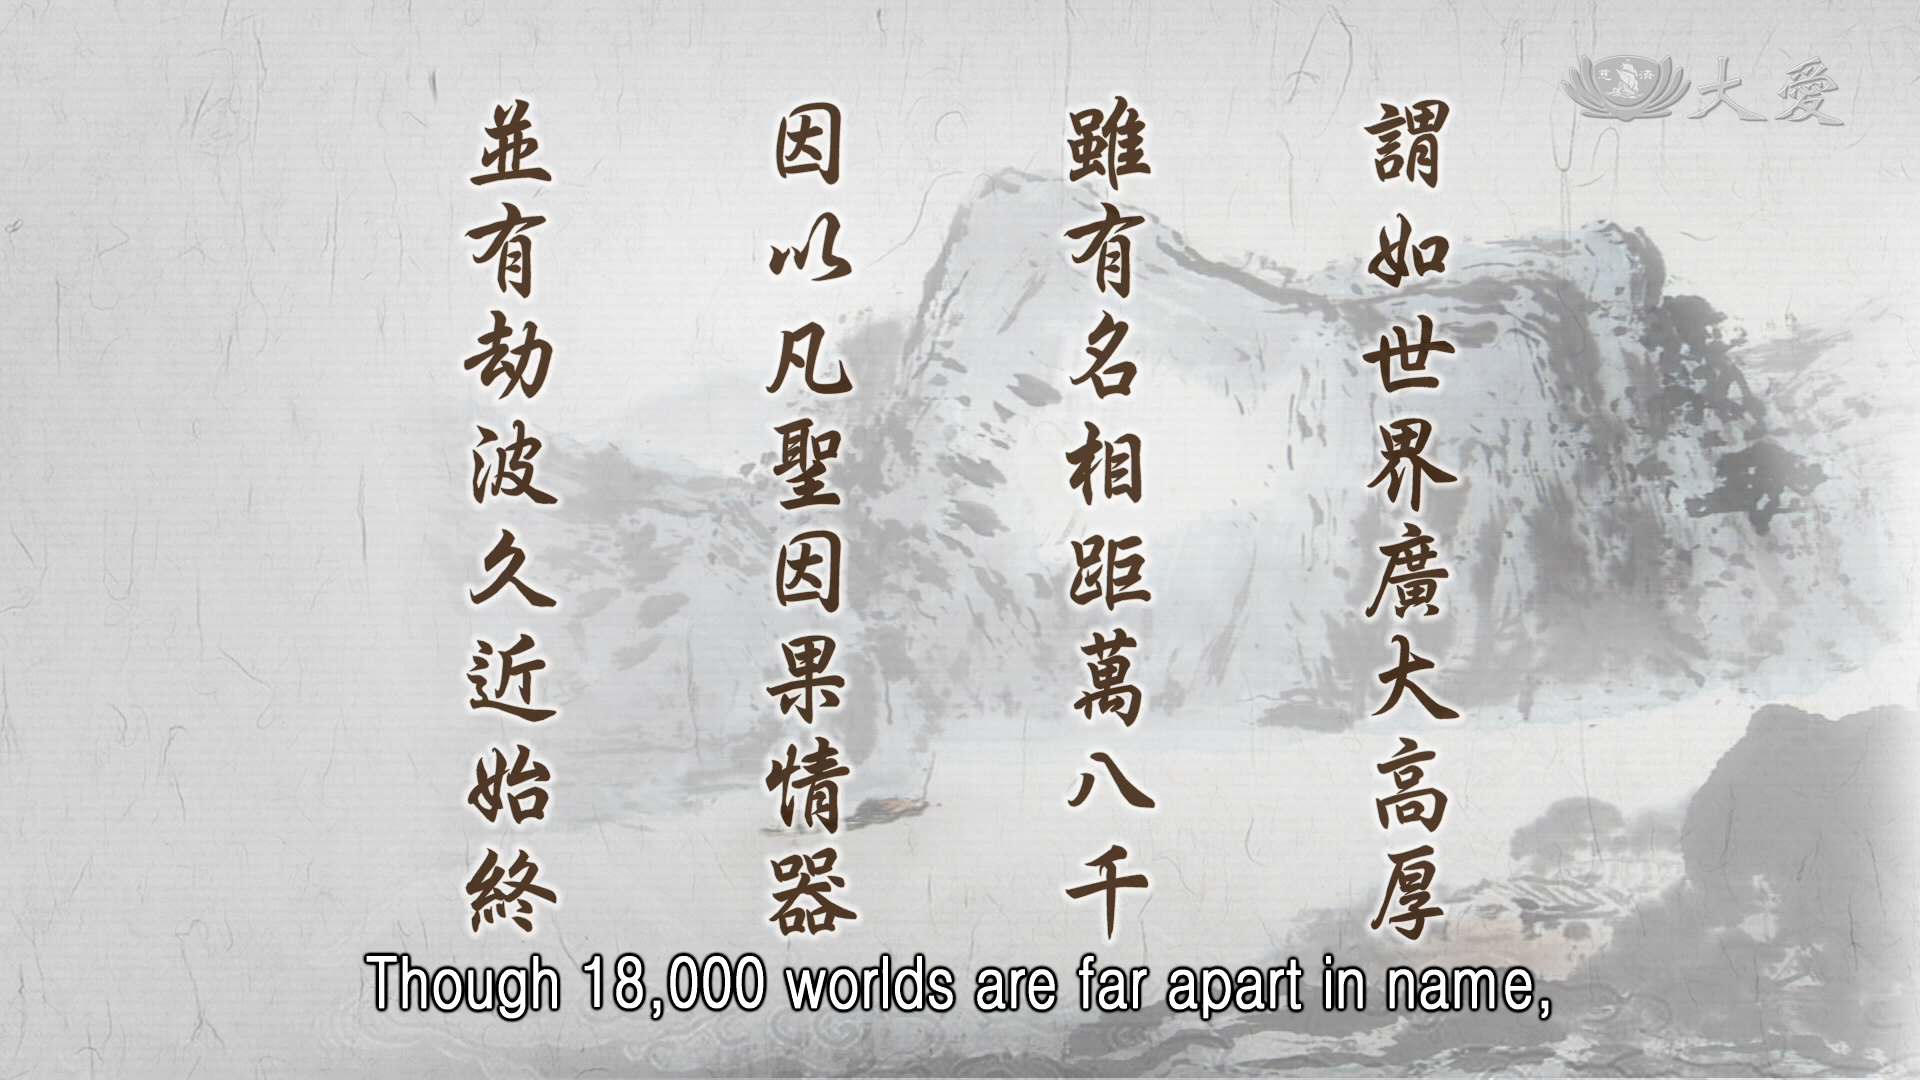 謂如世界廣大高厚
雖有名相距萬八千
因以凡聖因果情器
並有劫波久近始終
慈濟
大愛
Though 18,000 worlds are far apart in name,